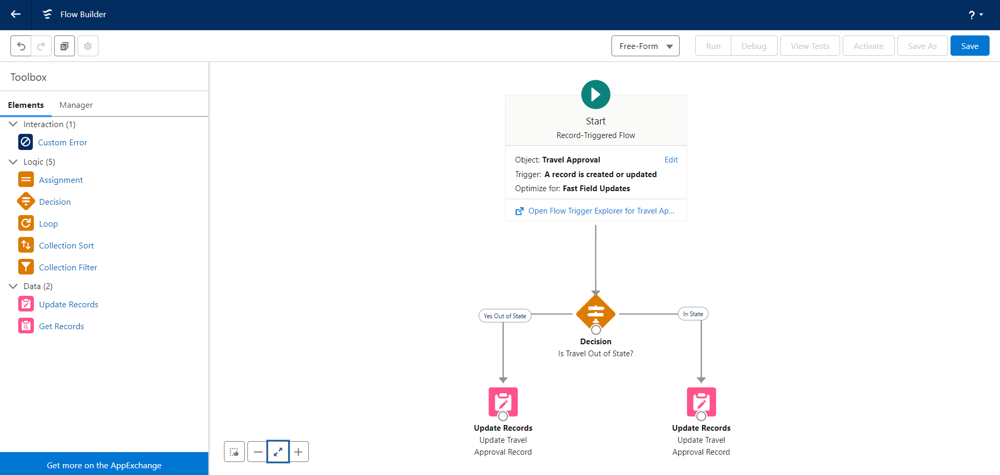 Flow Builder
?
Free-Form
Run
Debug
View Tests
Activate
Save As
Save
Toolbox
Elements
Manager
Interaction (1)
Custom Error
Logic (5)
Assignment
Decision
Loop
Collection Sort
Collection Filter
Data (2)
Update Records
Get Records
Get more on the AppExchange
Start
Record-Triggered Flow
Object: Travel Approval
Edit
Trigger: A record is created or updated
Optimize for: Fast Field Updates
Open Flow Trigger Explorer for Travel Ap...
Yes Out of State
In State
Decision
Is Travel Out of State?
Update Records
Update Travel
Approval Record
Update Records
Update Travel
Approval Record